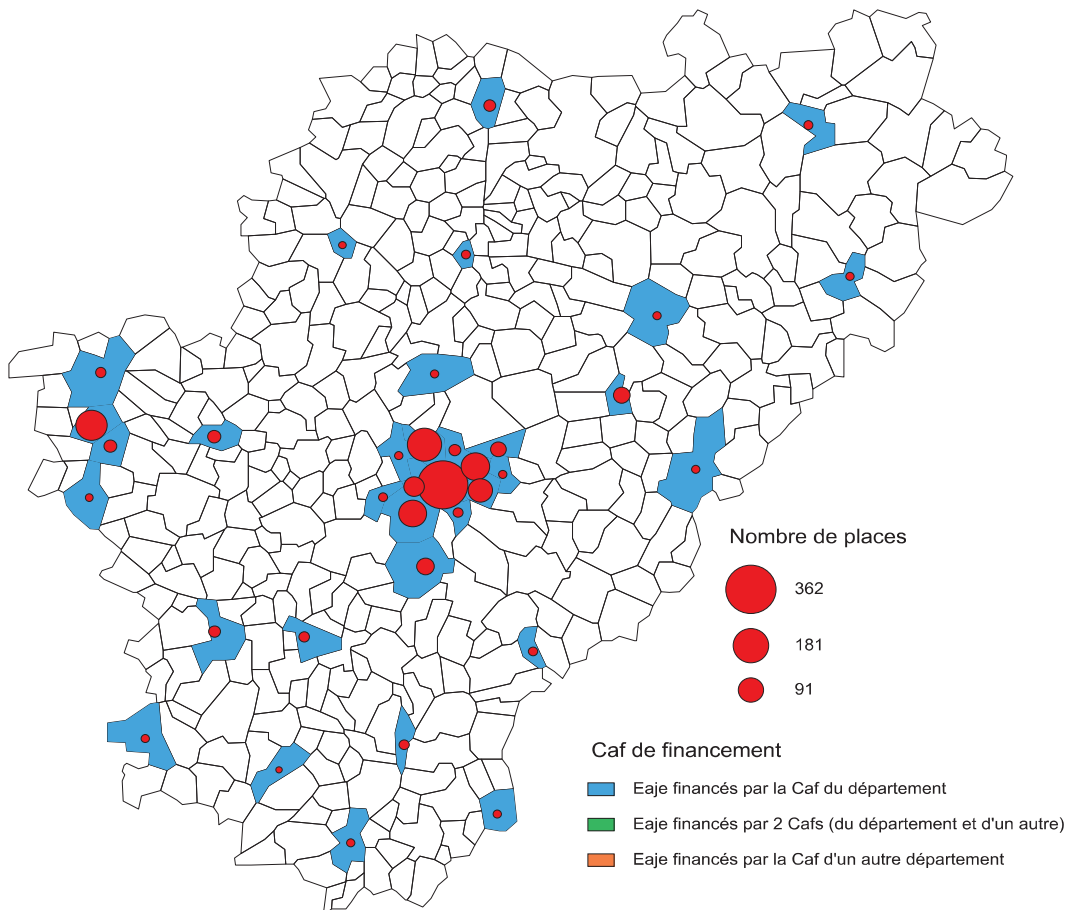 Nombre de places
362
181
91
Caf de financement
Eaje financés par la Caf du département
Eaje financés par 2 Cafs (du département et d'un autre)
Eaje financés par la Caf d'un autre département